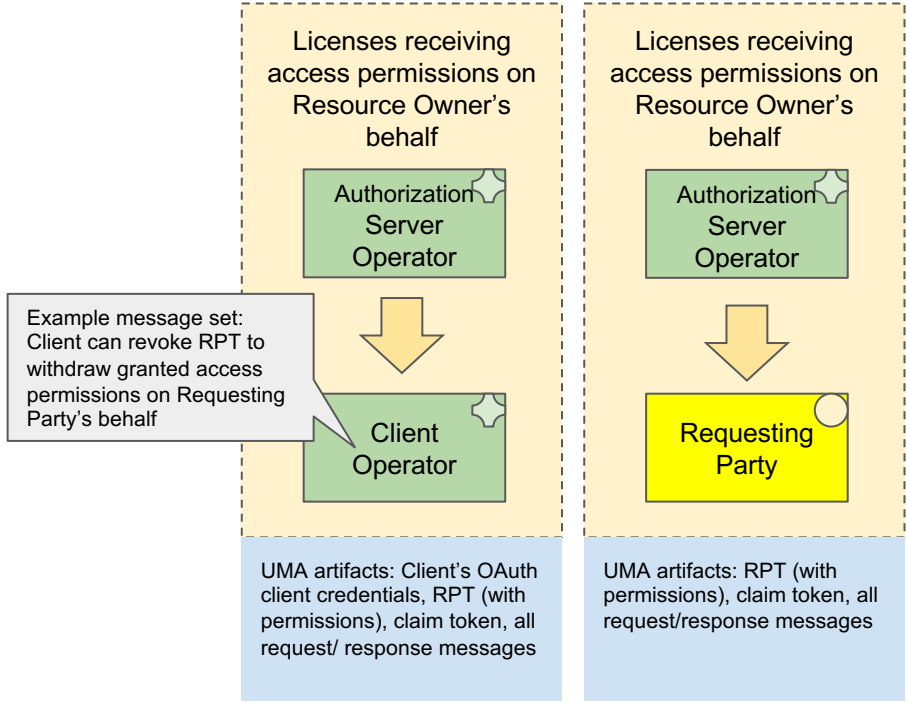 Licenses receiving
access permissions on
Resource Owner's
behalf
Authorization
Server
Operator
Example message set:
Client can revoke RPT to
withdraw granted access
permissions on Requesting
Party's behalf
Client
Operator
UMA artifacts: Client's OAuth
client credentials, RPT (with
permissions), claim token, all
request/ response messages
Licenses receiving
access permissions on
Resource Owner's
behalf
Authorization
Server
Operator
Requesting
Party
UMA artifacts: RPT (with
permissions), claim token, all
request/response messages